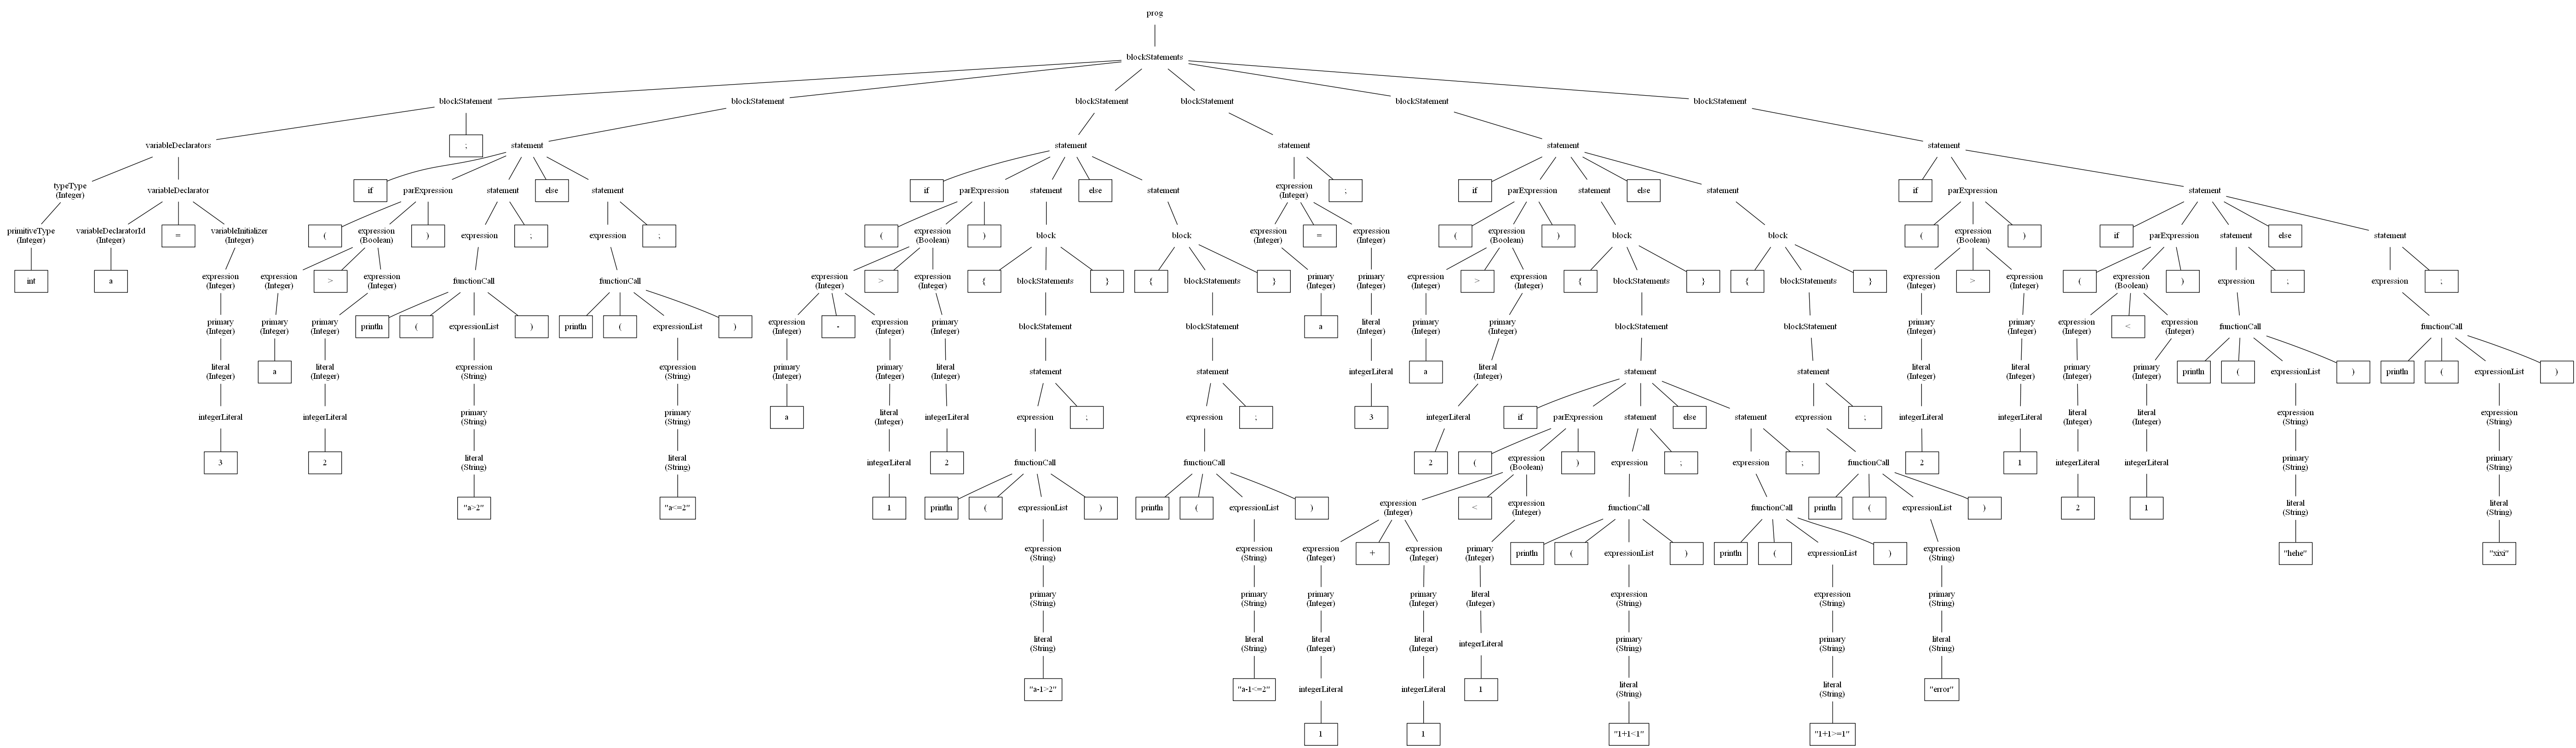 prog
blockStatements
blockStatement blockStatement blockStatement blockStatement blockStatement blockStatement
variableDeclarators ; statement statement statement statement statement
typeType (Integer) variableDeclarator if parExpression statement else statement if parExpression statement else statement expression (Integer) ; if parExpression statement else statement if parExpression statement
primitiveType (Integer) variableDeclaratorId (Integer) = variableInitializer (Integer) ( expression (Boolean) ) expression ; expression ; ( expression (Boolean) ) block block expression (Integer) = expression (Integer) ( expression (Boolean) ) block block ( expression (Boolean) ) if parExpression statement else statement
int a expression (Integer) expression (Integer) > expression (Integer) functionCall functionCall expression (Integer) > expression (Integer) { blockStatements } { blockStatements } primary (Integer) primary (Integer) expression (Integer) > expression (Integer) { blockStatements } { blockStatements } expression (Integer) > expression (Integer) ( expression (Boolean) ) expression ; expression ;
primary (Integer) primary (Integer) primary (Integer) println ( expressionList ) println ( expressionList ) expression (Integer) - expression (Integer) primary (Integer) blockStatement blockStatement a literal (Integer) primary (Integer) primary (Integer) blockStatement blockStatement primary (Integer) primary (Integer) expression (Integer) < expression (Integer) functionCall functionCall
literal (Integer) a literal (Integer) expression (String) expression (String) primary (Integer) primary (Integer) literal (Integer) statement statement integerLiteral a literal (Integer) statement statement literal (Integer) literal (Integer) primary (Integer) primary (Integer) println ( expressionList ) println ( expressionList )
integerLiteral integerLiteral primary (String) primary (String) a literal (Integer) integerLiteral expression ; expression ; 3 integerLiteral if parExpression statement else statement expression ; integerLiteral integerLiteral literal (Integer) literal (Integer) expression (String) expression (String)
3 2 literal (String) literal (String) integerLiteral 2 functionCall functionCall 2 ( expression (Boolean) ) expression ; expression ; functionCall 2 1 integerLiteral integerLiteral primary (String) primary (String)
"a>2" "a<=2" 1 println ( expressionList ) println ( expressionList ) expression (Integer) < expression (Integer) functionCall functionCall println ( expressionList ) 2 1 literal (String) literal (String)
expression (String) expression (String) expression (Integer) + expression (Integer) primary (Integer) println ( expressionList ) println ( expressionList ) expression (String) "hehe" "xixi"
primary (String) primary (String) primary (Integer) primary (Integer) literal (Integer) expression (String) expression (String) primary (String)
literal (String) literal (String) literal (Integer) literal (Integer) integerLiteral primary (String) primary (String) literal (String)
"a-1>2" "a-1<=2" integerLiteral integerLiteral 1 literal (String) literal (String) "error"
1 1 "1+1<1" "1+1>=1"